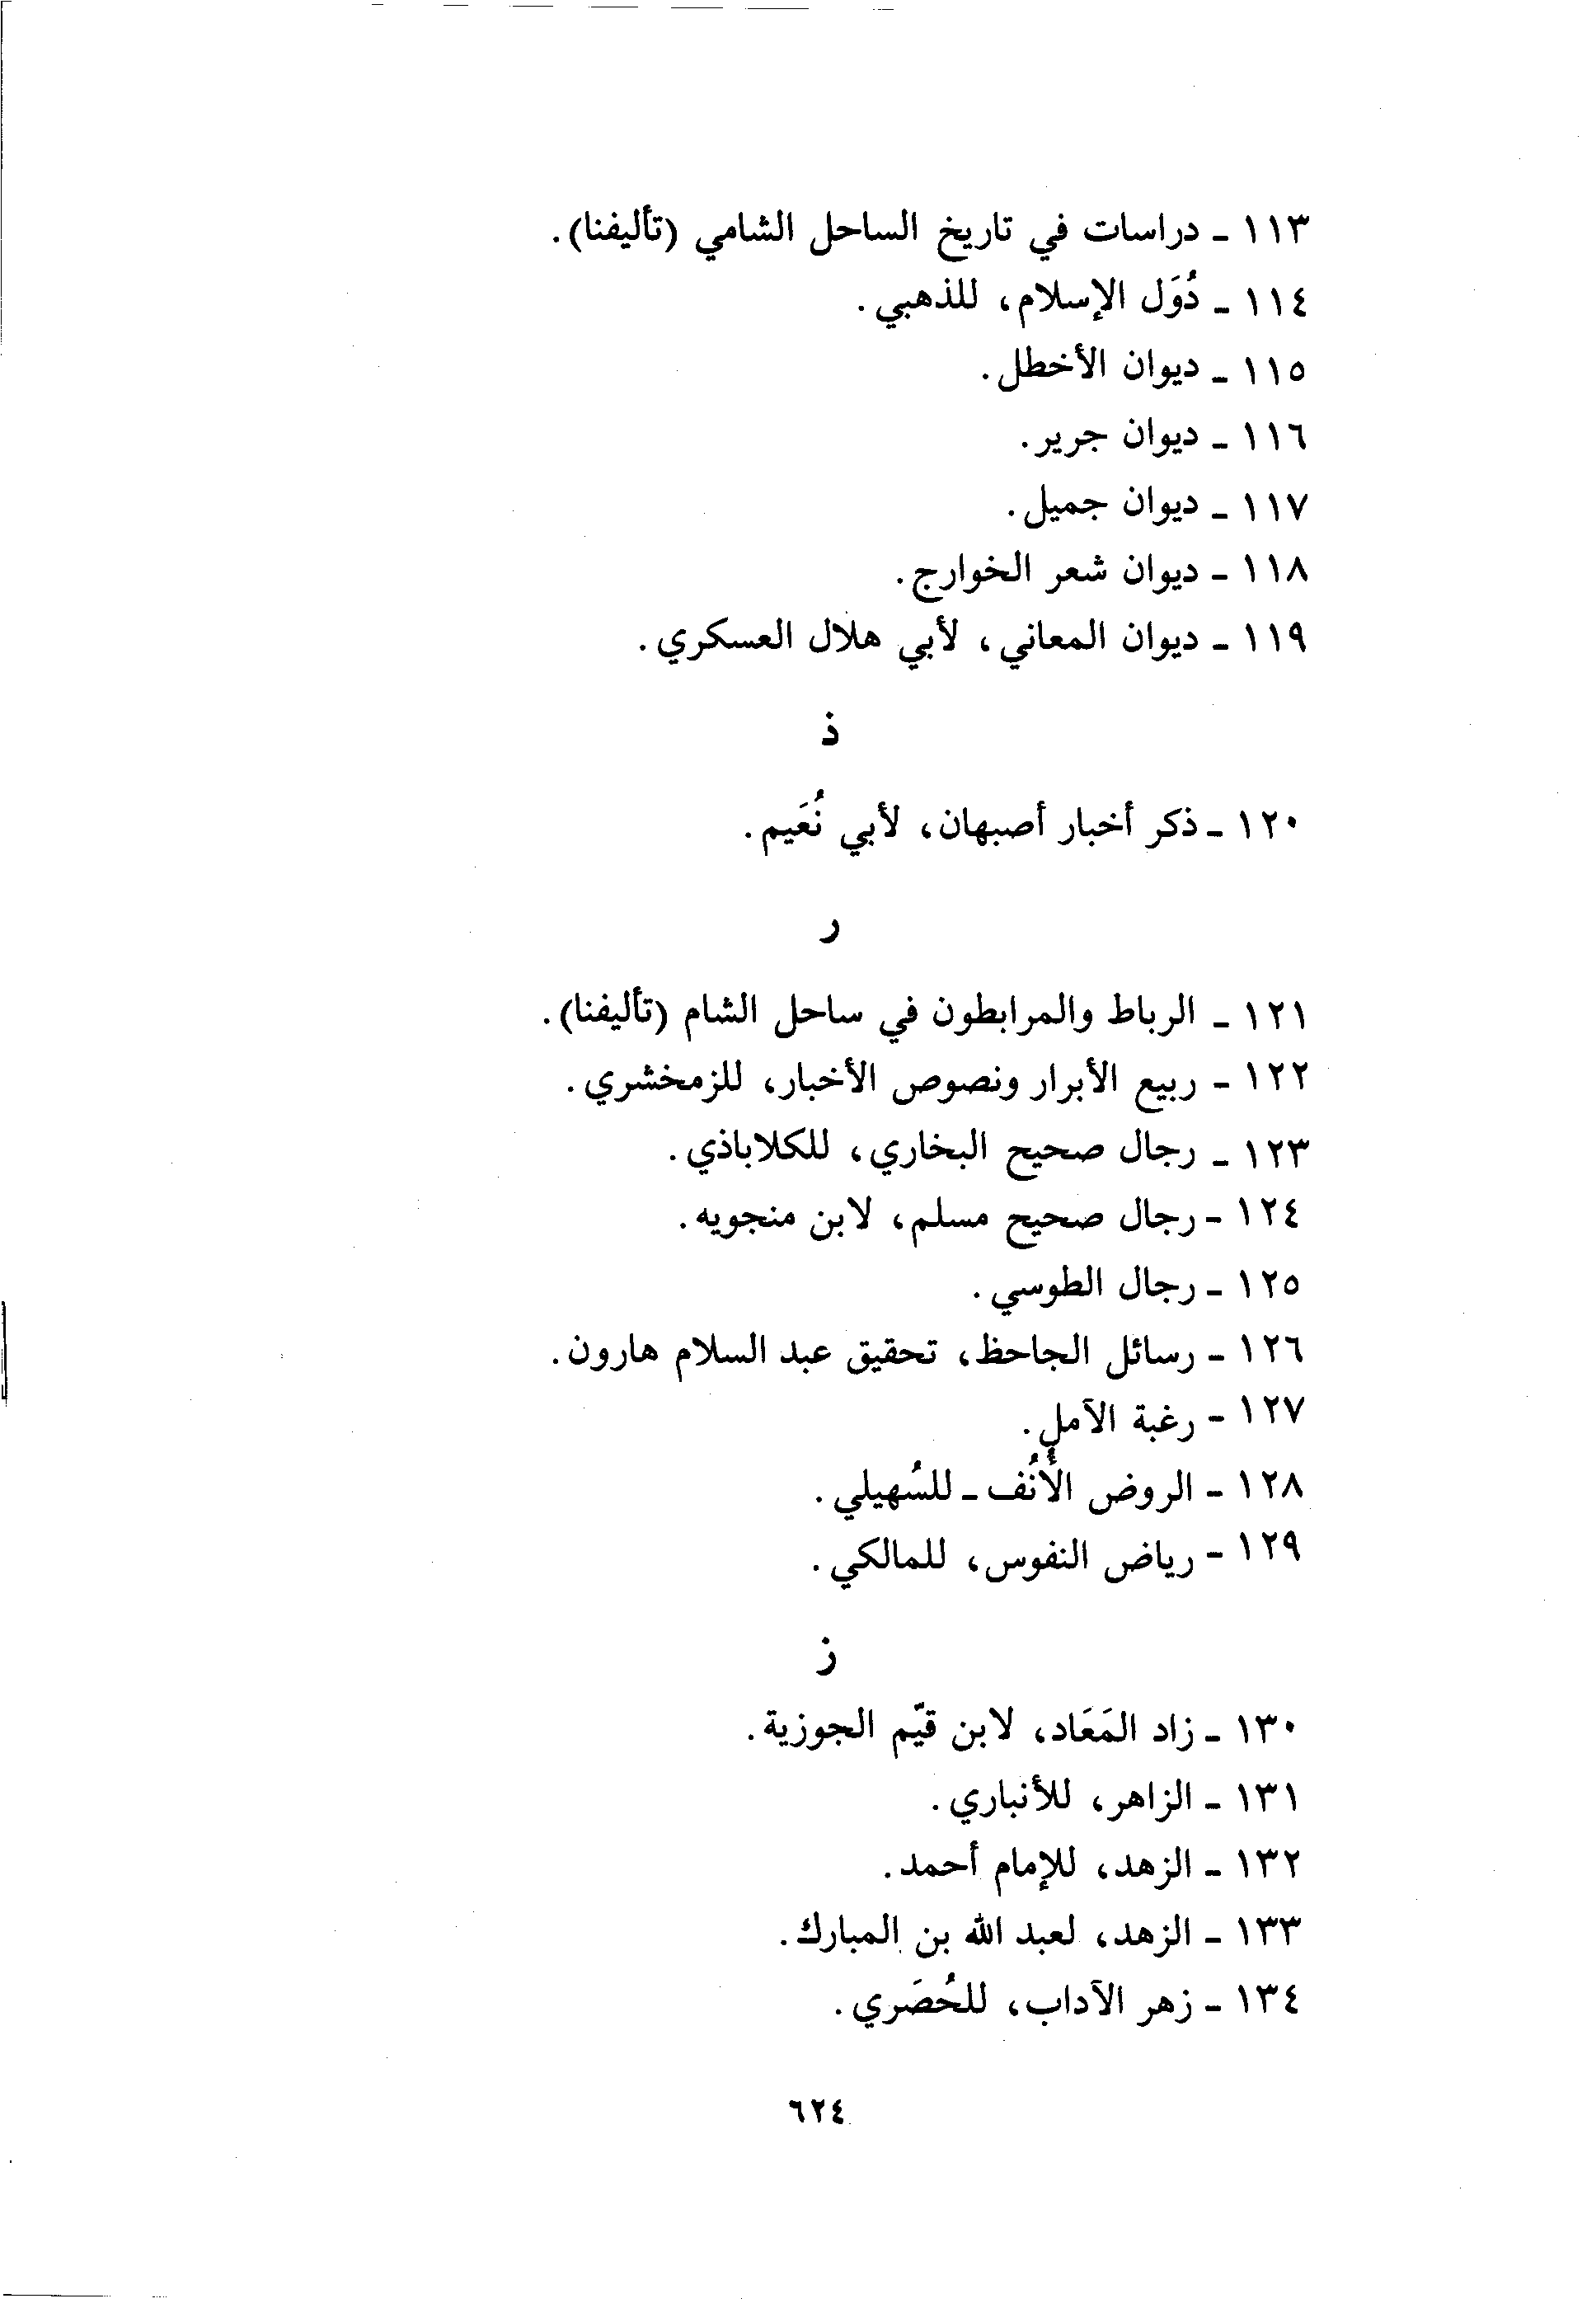 ١١٣ - دراسات في تاريخ الساحل الشامي (تأليفنا).
١١٤ - دُوَل الإسلام، للذهبي.
١١٥ - ديوان الأخطل.
١١٦ - ديوان جرير.
١١٧ - ديوان جميل.
١١٨ - ديوان شعر الخوارج.
١١٩ - ديوان المعاني، لأبي هلال العسكري.
ذ
١٢٠ - ذكر أخبار أصبهان، لأبي نُعَيم.
ر
١٢١ - الرباط والمرابطون في ساحل الشام (تأليفنا).
١٢٢ - ربيع الأبرار ونصوص الأخبار، للزمخشري.
١٢٣ - رجال صحيح البخاري، للكلاباذي.
١٢٤ - رجال صحيح مسلم، لابن منجويه.
١٢٥ - رجال الطوسي.
١٢٦ - رسائل الجاحظ، تحقيق عبد السلام هارون.
١٢٧ - رغبة الآمل.
١٢٨ - الروض الأُنُف - للسُهيلي.
١٢٩ - رياض النفوس، للمالكي.
ز
١٣٠ - زاد المَعَاد، لابن قيّم الجوزية.
١٣١ - الزاهر، للأنباري.
١٣٢ - الزهد، للإمام أحمد.
١٣٣ - الزهد، لعبد الله بن المبارك.
١٣٤ - زهر الآداب، للحُصَري.
٦٢٤